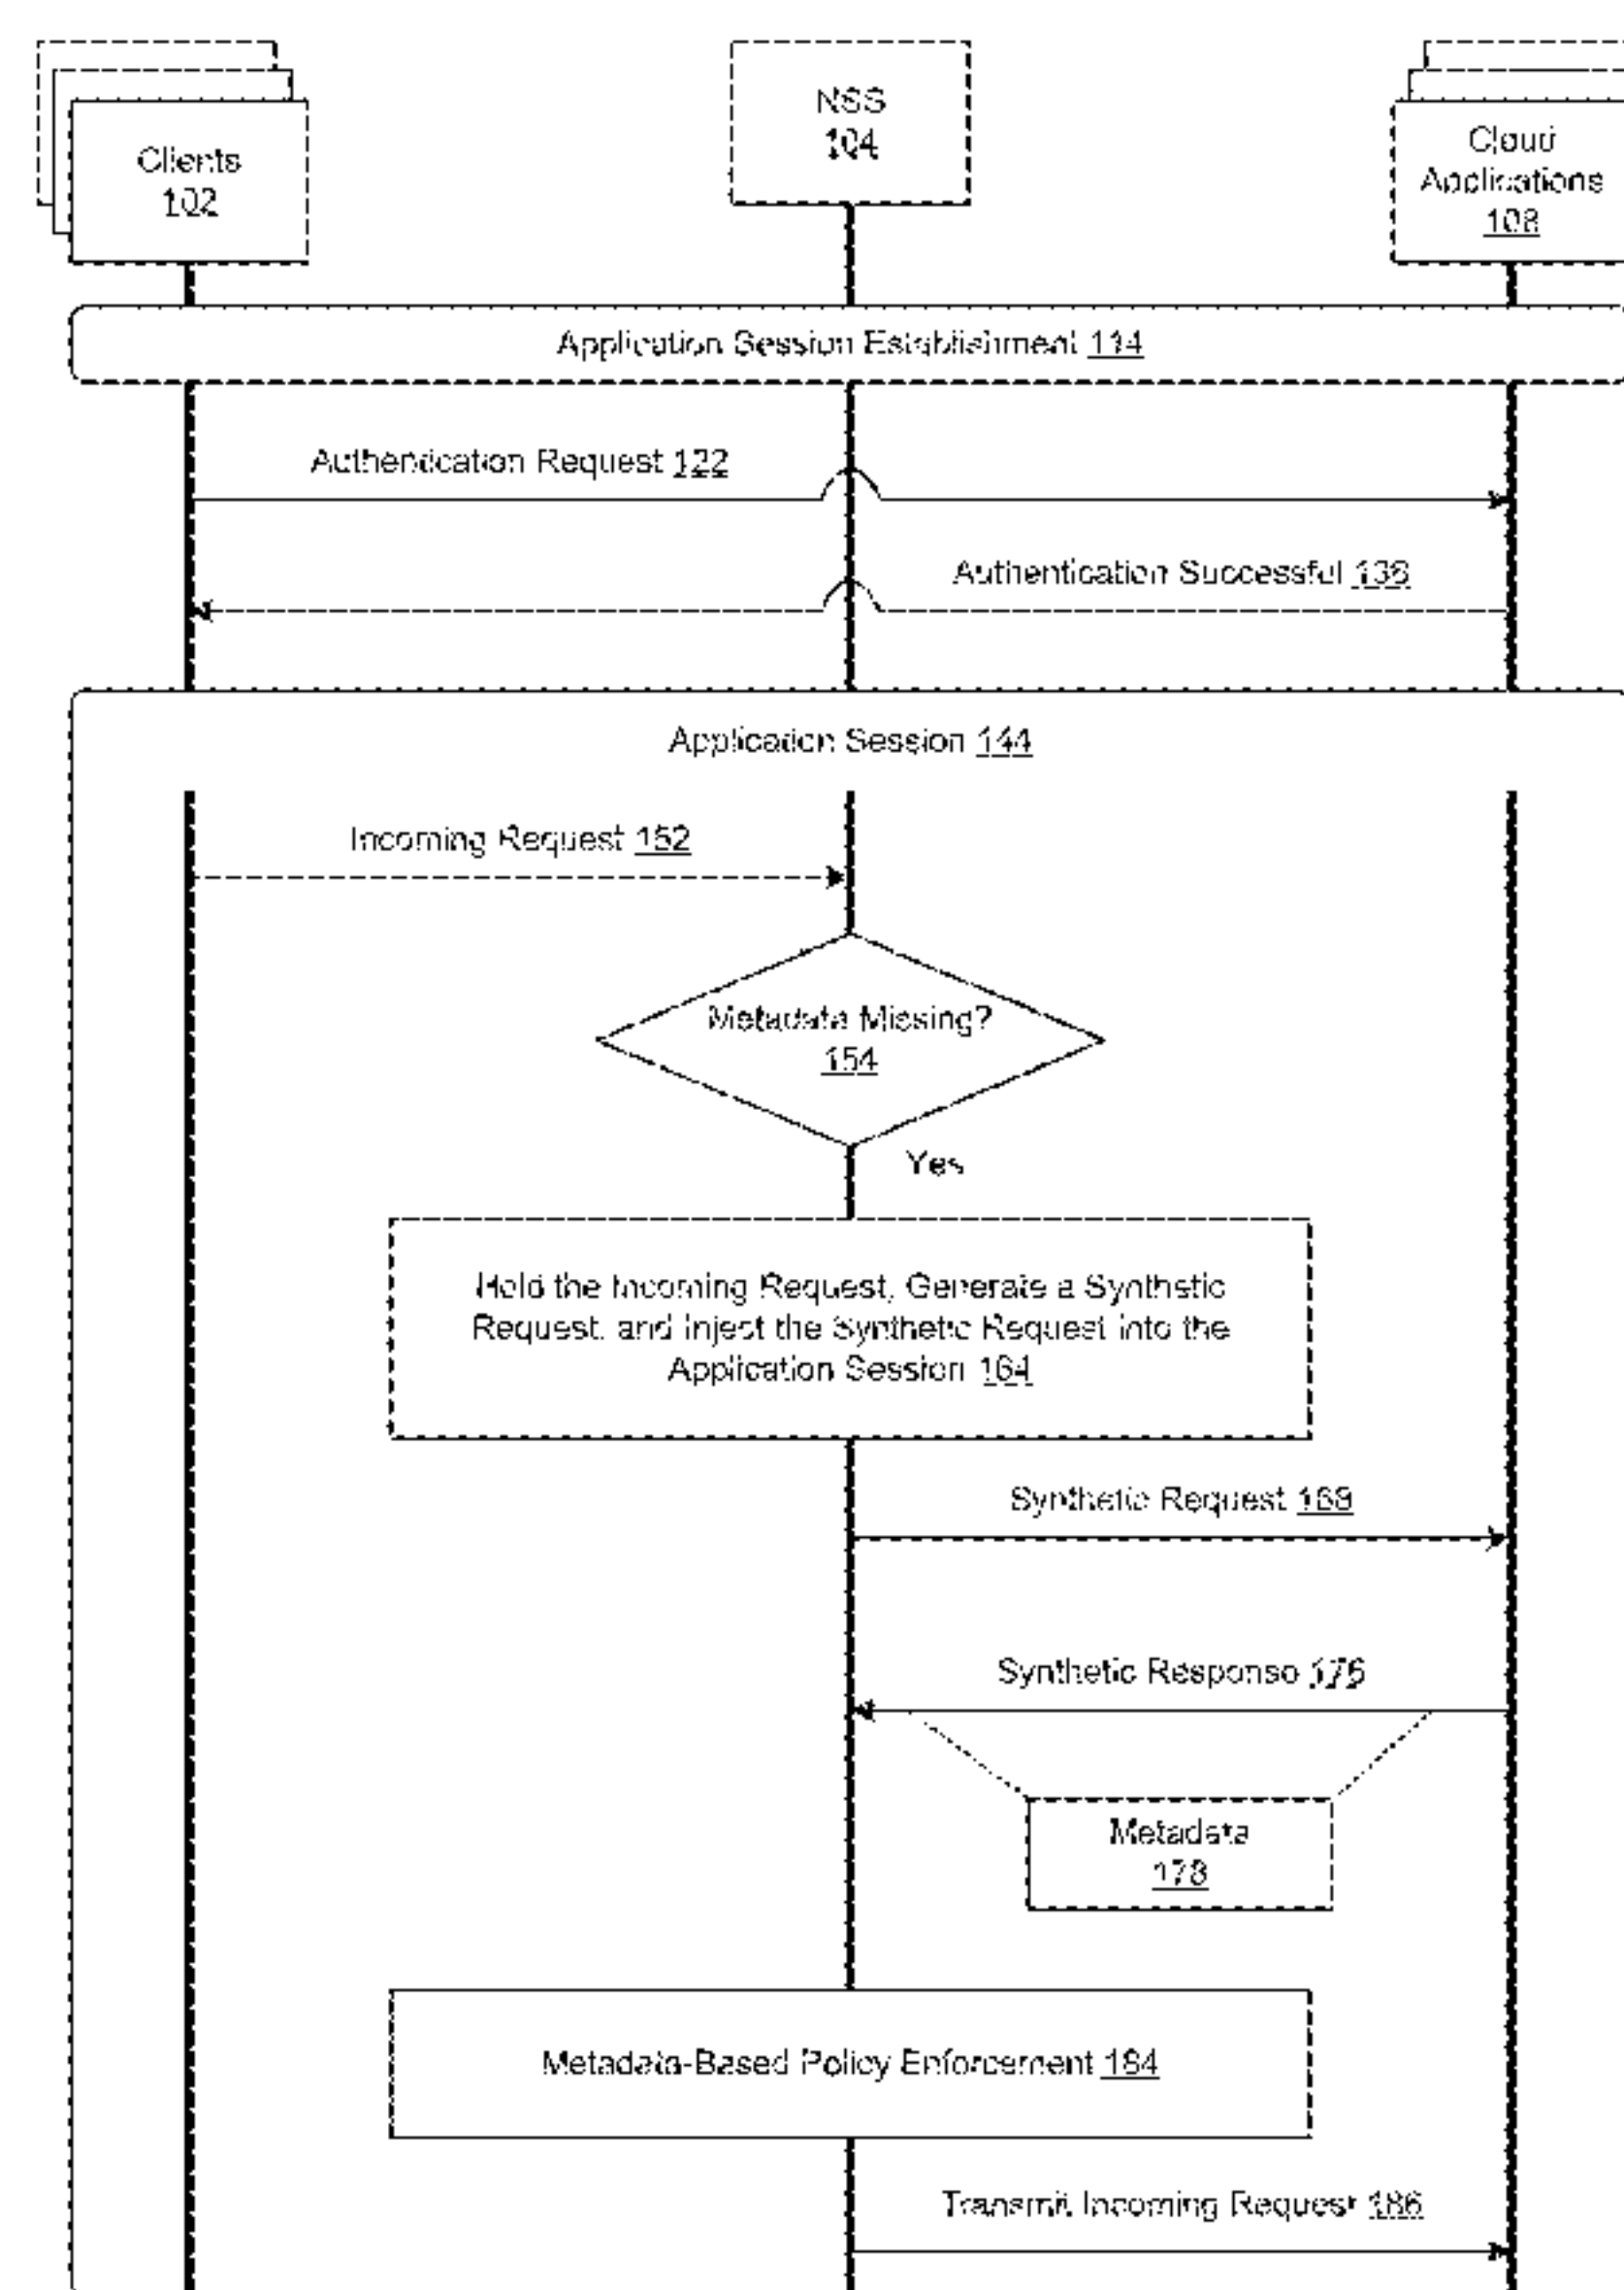 Clients
102
NSS
104
Cloud
Applications
108
Application Session Establishment 114
Authentication Request 122
Authentication Successful 136
Application Session 144
Incoming Request 152
Metadata Missing?
154
Yes
Hold the Incoming Request, Generate a Synthetic
Request, and Inject the Synthetic Request into the
Application Session 164
Synthetic Request 168
Synthetic Response 176
Metadata
178
Metadata-Based Policy Enforcement 184
Transmit Incoming Request 186